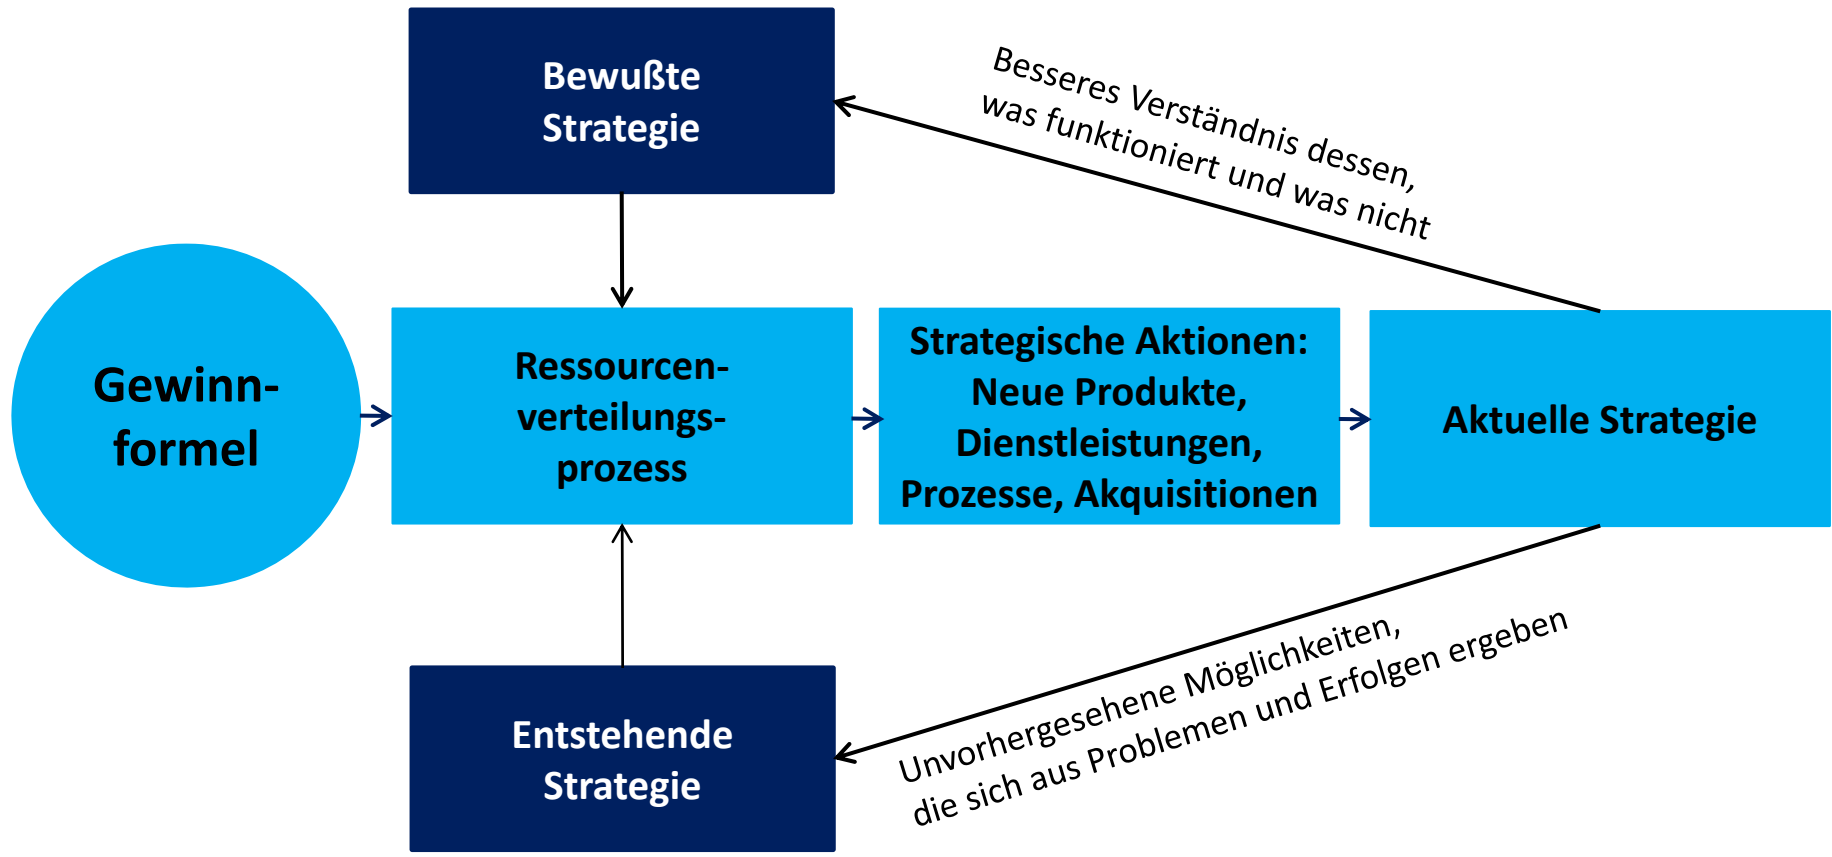 Bewußte
Strategie
Besseres Verständnis dessen,
was funktioniert und was nicht
Gewinn-
formel
Ressourcen-
verteilungs-
prozess
Strategische Aktionen:
Neue Produkte,
Dienstleistungen,
Prozesse, Akquisitionen
Aktuelle Strategie
Entstehende
Strategie
Unvorhergesehene Möglichkeiten,
die sich aus Problemen und Erfolgen ergeben